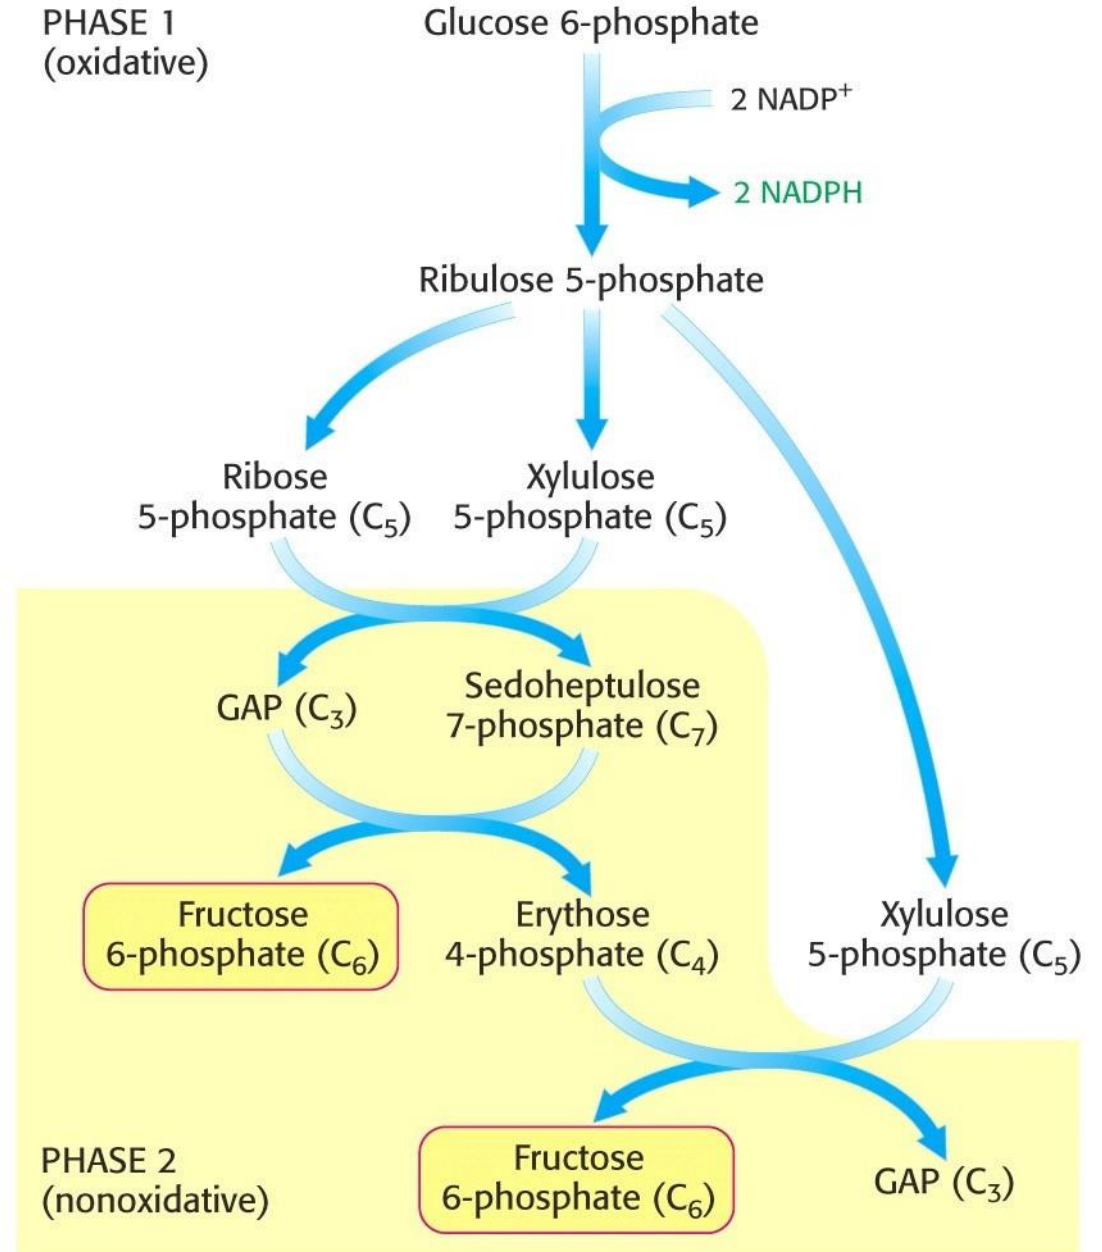 PHASE 1
(oxidative)
Glucose 6-phosphate
2 NADP⁺
2 NADPH
Ribulose 5-phosphate
Ribose
5-phosphate (C₅)
Xylulose
5-phosphate (C₅)
GAP (C₃)
Sedoheptulose
7-phosphate (C₇)
Fructose
6-phosphate (C₆)
Erythose
4-phosphate (C₄)
Xylulose
5-phosphate (C₅)
PHASE 2
(nonoxidative)
Fructose
6-phosphate (C₆)
GAP (C₃)